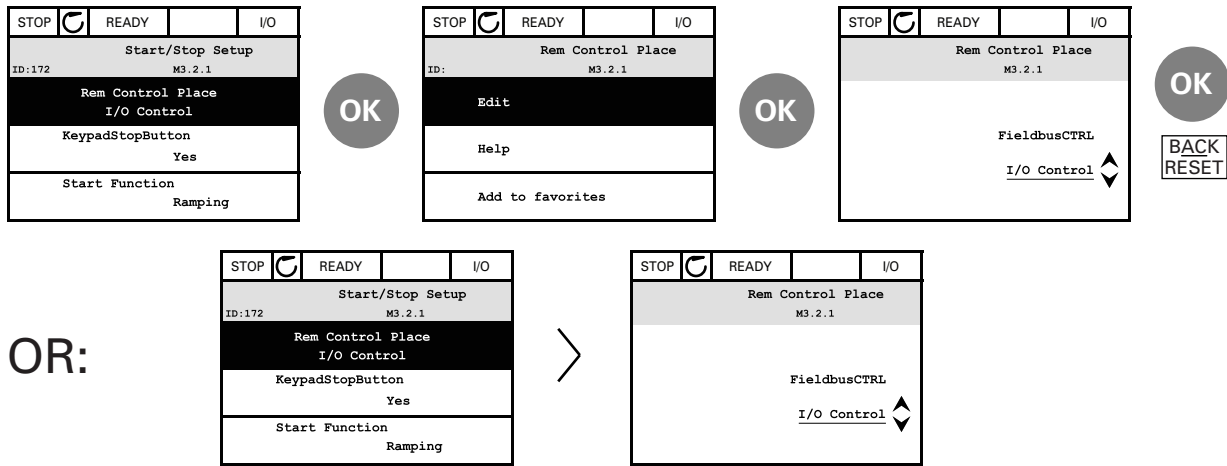 STOP READY I/O
Start/Stop Setup
ID:172 M3.2.1
Rem Control Place
I/O Control
KeypadStopButton
Yes
Start Function
Ramping
OK
STOP READY I/O
Rem Control Place
ID: M3.2.1
Edit
Help
Add to favorites
OK
STOP READY I/O
Rem Control Place
M3.2.1
FieldbusCTRL
I/O Control
OK
BACK
RESET
OR:
STOP READY I/O
Start/Stop Setup
ID:172 M3.2.1
Rem Control Place
I/O Control
KeypadStopButton
Yes
Start Function
Ramping
STOP READY I/O
Rem Control Place
M3.2.1
FieldbusCTRL
I/O Control